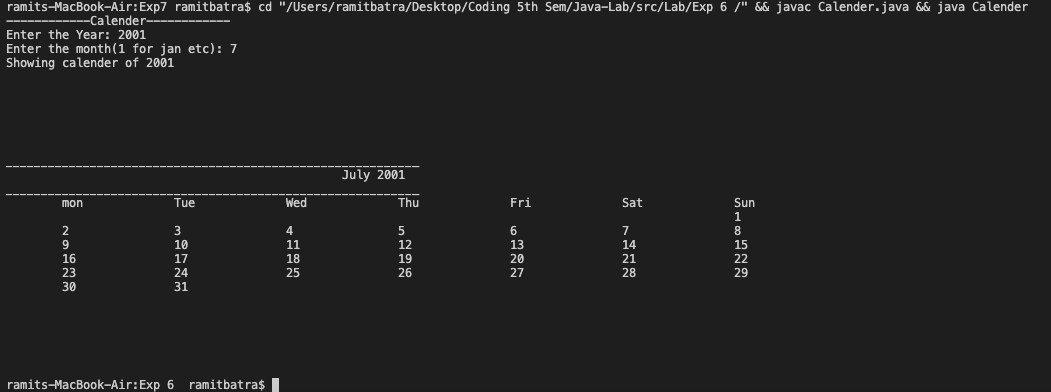 ramits-MacBook-Air:Exp7 ramitbatra$ cd "/Users/ramitbatra/Desktop/Coding 5th Sem/Java-Lab/src/Lab/Exp 6 /" && javac Calender.java && java Calender
------------Calender------------
Enter the Year: 2001
Enter the month(1 for jan etc): 7
Showing calender of 2001
___________________________________________________________
July 2001
___________________________________________________________
mon Tue Wed Thu Fri Sat Sun
1
2 3 4 5 6 7 8
9 10 11 12 13 14 15
16 17 18 19 20 21 22
23 24 25 26 27 28 29
30 31
ramits-MacBook-Air:Exp 6  ramitbatra$